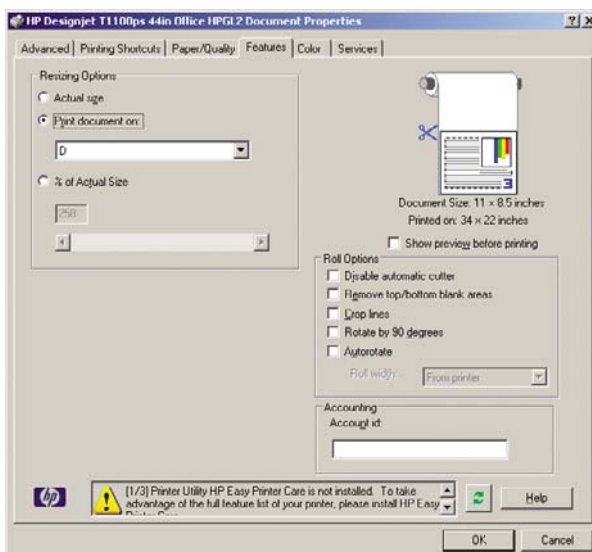 HP Designjet T1100ps 44in Office HPGL2 Document Properties
Advanced
Printing Shortcuts
Paper/Quality
Features
Color
Services
Resizing Options
Actual size
Print document on:
D
% of Actual Size
258
3
Document Size: 11 × 8.5 inches
Printed on: 34 × 22 inches
Show preview before printing
Roll Options
Disable automatic cutter
Remove top/bottom blank areas
Crop lines
Rotate by 90 degrees
Autorotate
Roll width:
From printer
Accounting
Account id:
hp
[1/3] Printer Utility HP Easy Printer Care is not installed. To take
advantage of the full feature list of your printer, please install HP Easy
Printer Care
Help
OK
Cancel